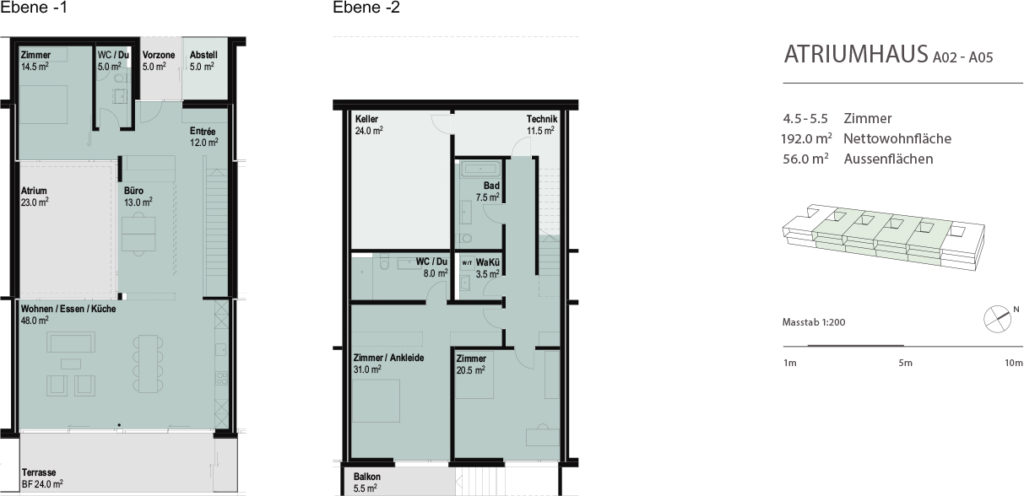 Ebene -1
Zimmer
14.5 m²
WC / Du
5.0 m²
Vorzone
5.0 m²
Abstell
5.0 m²
Entrée
12.0 m²
Atrium
23.0 m²
Büro
13.0 m²
Wohnen / Essen / Küche
48.0 m²
Terrasse
BF 24.0 m²
Ebene -2
Keller
24.0 m²
Technik
11.5 m²
Bad
7.5 m²
WC / Du
8.0 m²
W/T
WaKü
3.5 m²
Zimmer / Ankleide
31.0 m²
Zimmer
20.5 m²
Balkon
5.5 m²
ATRIUMHAUS A02 - A05
4.5 - 5.5 Zimmer
192.0 m² Nettowohnfläche
56.0 m² Aussenflächen
N
Masstab 1:200
1m 5m 10m